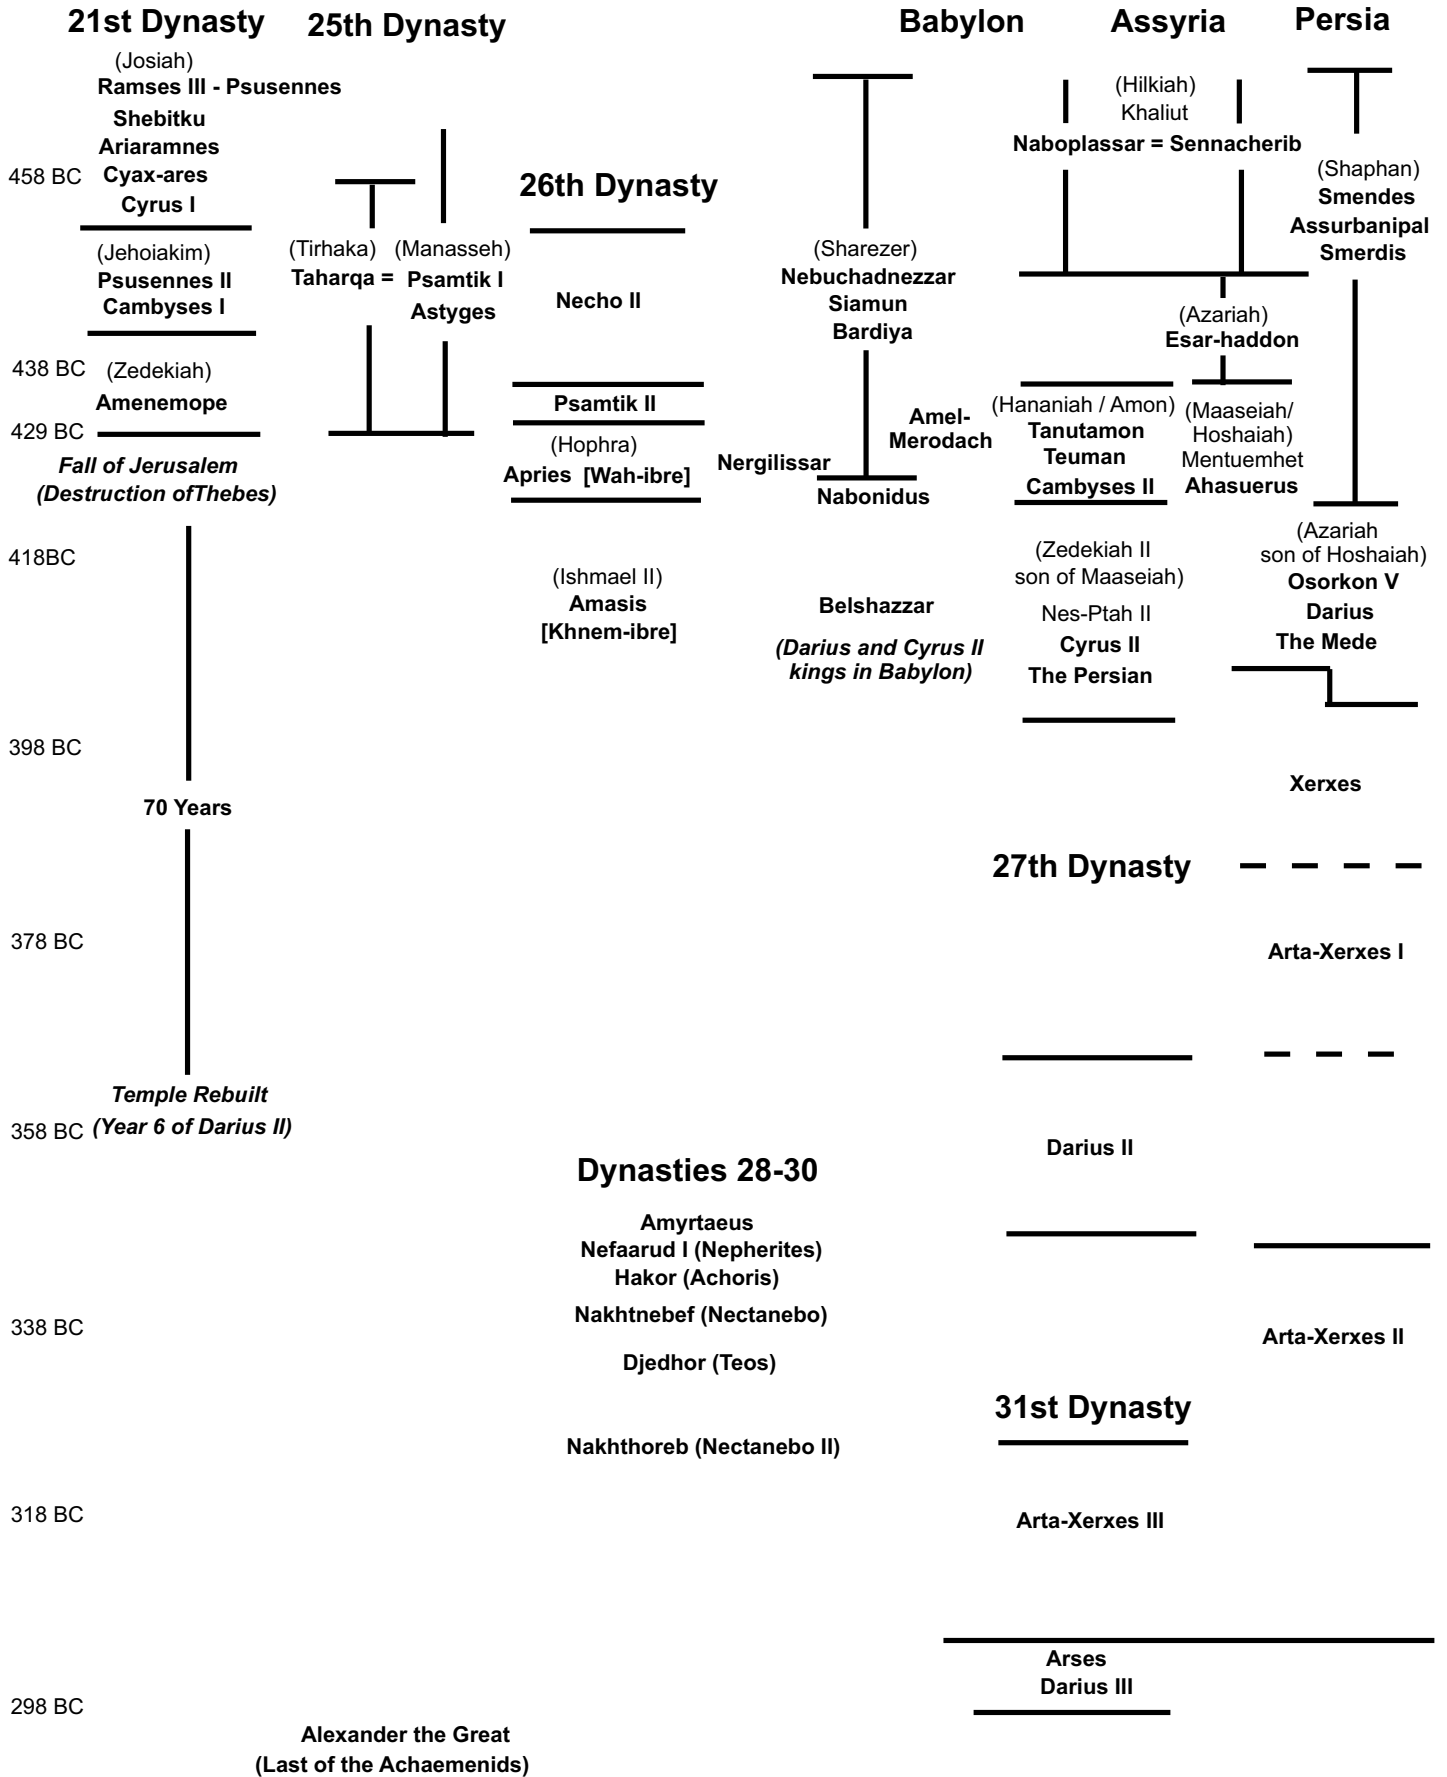 21st Dynasty
25th Dynasty
Babylon
Assyria
Persia
(Josiah)
Ramses III - Psusennes
Shebitku
Ariaramnes
Cyax-ares
Cyrus I
458 BC
26th Dynasty
(Hilkiah)
Khaliut
Naboplassar = Sennacherib
(Shaphan)
Smendes
Assurbanipal
Smerdis
(Jehoiakim)
Psusennes II
Cambyses I
(Tirhaka)
Taharqa =
(Manasseh)
Psamtik I
Astyges
Necho II
(Sharezer)
Nebuchadnezzar
Siamun
Bardiya
(Azariah)
Esar-haddon
438 BC
(Zedekiah)
Amenemope
429 BC
Fall of Jerusalem
(Destruction ofThebes)
Psamtik II
(Hophra)
Apries [Wah-ibre]
Nergilissar
Amel-
Merodach
Nabonidus
(Hananiah / Amon)
Tanutamon
Teuman
Cambyses II
(Maaseiah/
Hoshaiah)
Mentuemhet
Ahasuerus
418BC
(Ishmael II)
Amasis
[Khnem-ibre]
Belshazzar
(Darius and Cyrus II
kings in Babylon)
(Zedekiah II
son of Maaseiah)
Nes-Ptah II
Cyrus II
The Persian
(Azariah
son of Hoshaiah)
Osorkon V
Darius
The Mede
398 BC
Xerxes
70 Years
27th Dynasty
378 BC
Arta-Xerxes I
Temple Rebuilt
358 BC
(Year 6 of Darius II)
Darius II
Dynasties 28-30
Amyrtaeus
Nefaarud I (Nepherites)
Hakor (Achoris)
Nakhtnebef (Nectanebo)
338 BC
Arta-Xerxes II
Djedhor (Teos)
31st Dynasty
Nakhthoreb (Nectanebo II)
318 BC
Arta-Xerxes III
Arses
Darius III
298 BC
Alexander the Great
(Last of the Achaemenids)